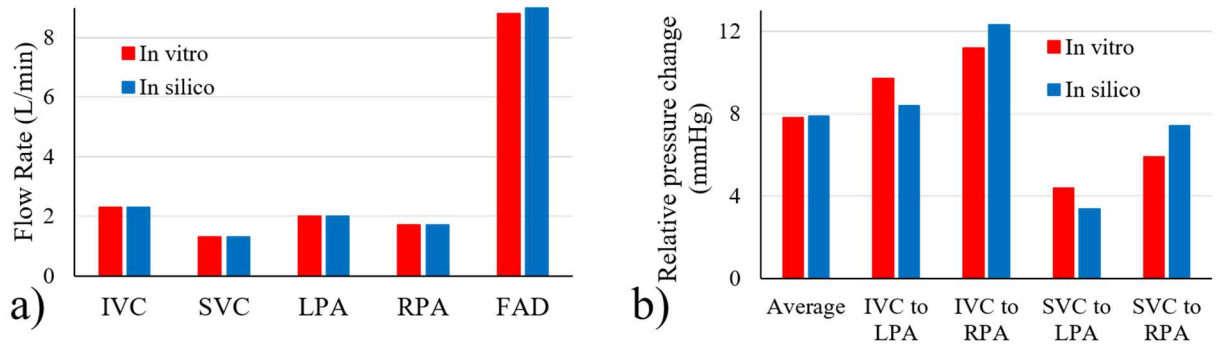 Flow Rate (L/min)
8
6
4
2
0
In vitro
In silico
IVC SVC LPA RPA FAD
a)
Relative pressure change
(mmHg)
12
8
4
0
In vitro
In silico
Average IVC to LPA IVC to RPA SVC to LPA SVC to RPA
b)